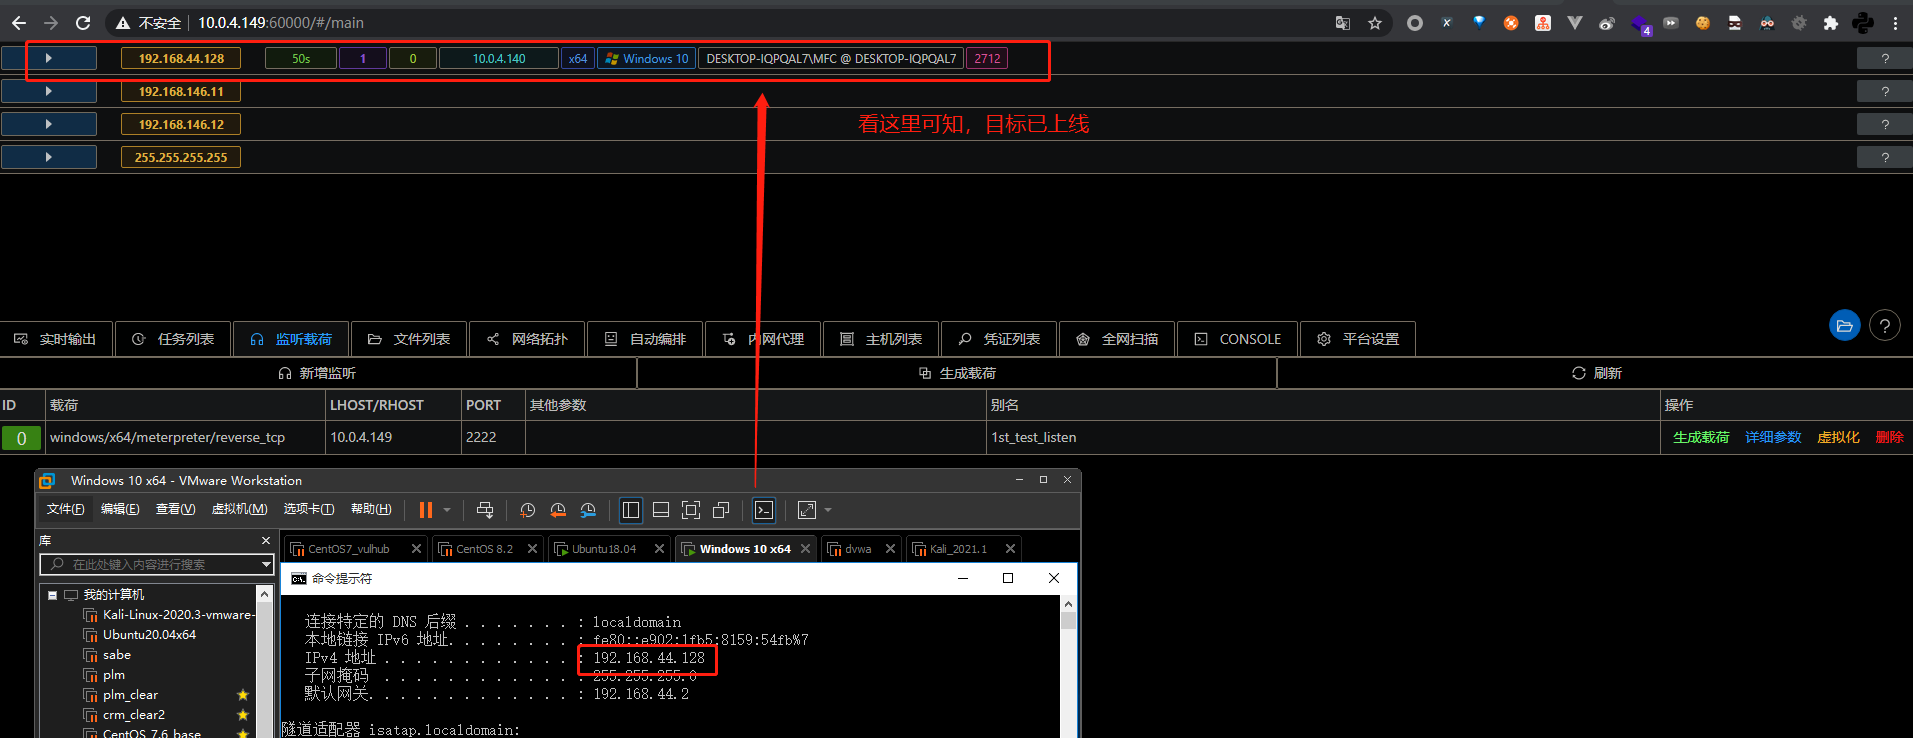 不安全 10.0.4.149:60000/#/main
4
192.168.44.128 50s 1 0 10.0.4.140 x64 Windows 10 DESKTOP-IQPQAL7\MFC @ DESKTOP-IQPQAL7 2712 ?
192.168.146.11 ?
192.168.146.12 ?
255.255.255.255 ?
看这里可知，目标已上线
实时输出 任务列表 监听载荷 文件列表 网络拓扑 自动编排 内网代理 主机列表 凭证列表 全网扫描 CONSOLE 平台设置 ?
新增监听 生成载荷 刷新
ID 载荷 LHOST/RHOST PORT 其他参数 别名 操作
0 windows/x64/meterpreter/reverse_tcp 10.0.4.149 2222 1st_test_listen 生成载荷 详细参数 虚拟化 删除
Windows 10 x64 - VMware Workstation
文件(F) 编辑(E) 查看(V) 虚拟机(M) 选项卡(T) 帮助(H)
库
CentOS7_vulhub CentOS 8.2 Ubuntu18.04 Windows 10 x64 dvwa Kali_2021.1
在此处键入内容进行搜索
我的计算机
Kali-Linux-2020.3-vmware-
Ubuntu20.04x64
sabe
plm
plm_clear
crm_clear2
CentOS 7.6 base
命令提示符
连接特定的 DNS 后缀 . . . . . . . : localdomain
本地链接 IPv6 地址. . . . . . . . : fe80::e902:1fb5:8159:54fb%7
IPv4 地址 . . . . . . . . . . . . : 192.168.44.128
子网掩码 . . . . . . . . . . . . : 255.255.255.0
默认网关. . . . . . . . . . . . . : 192.168.44.2
隧道适配器 isatap.localdomain: